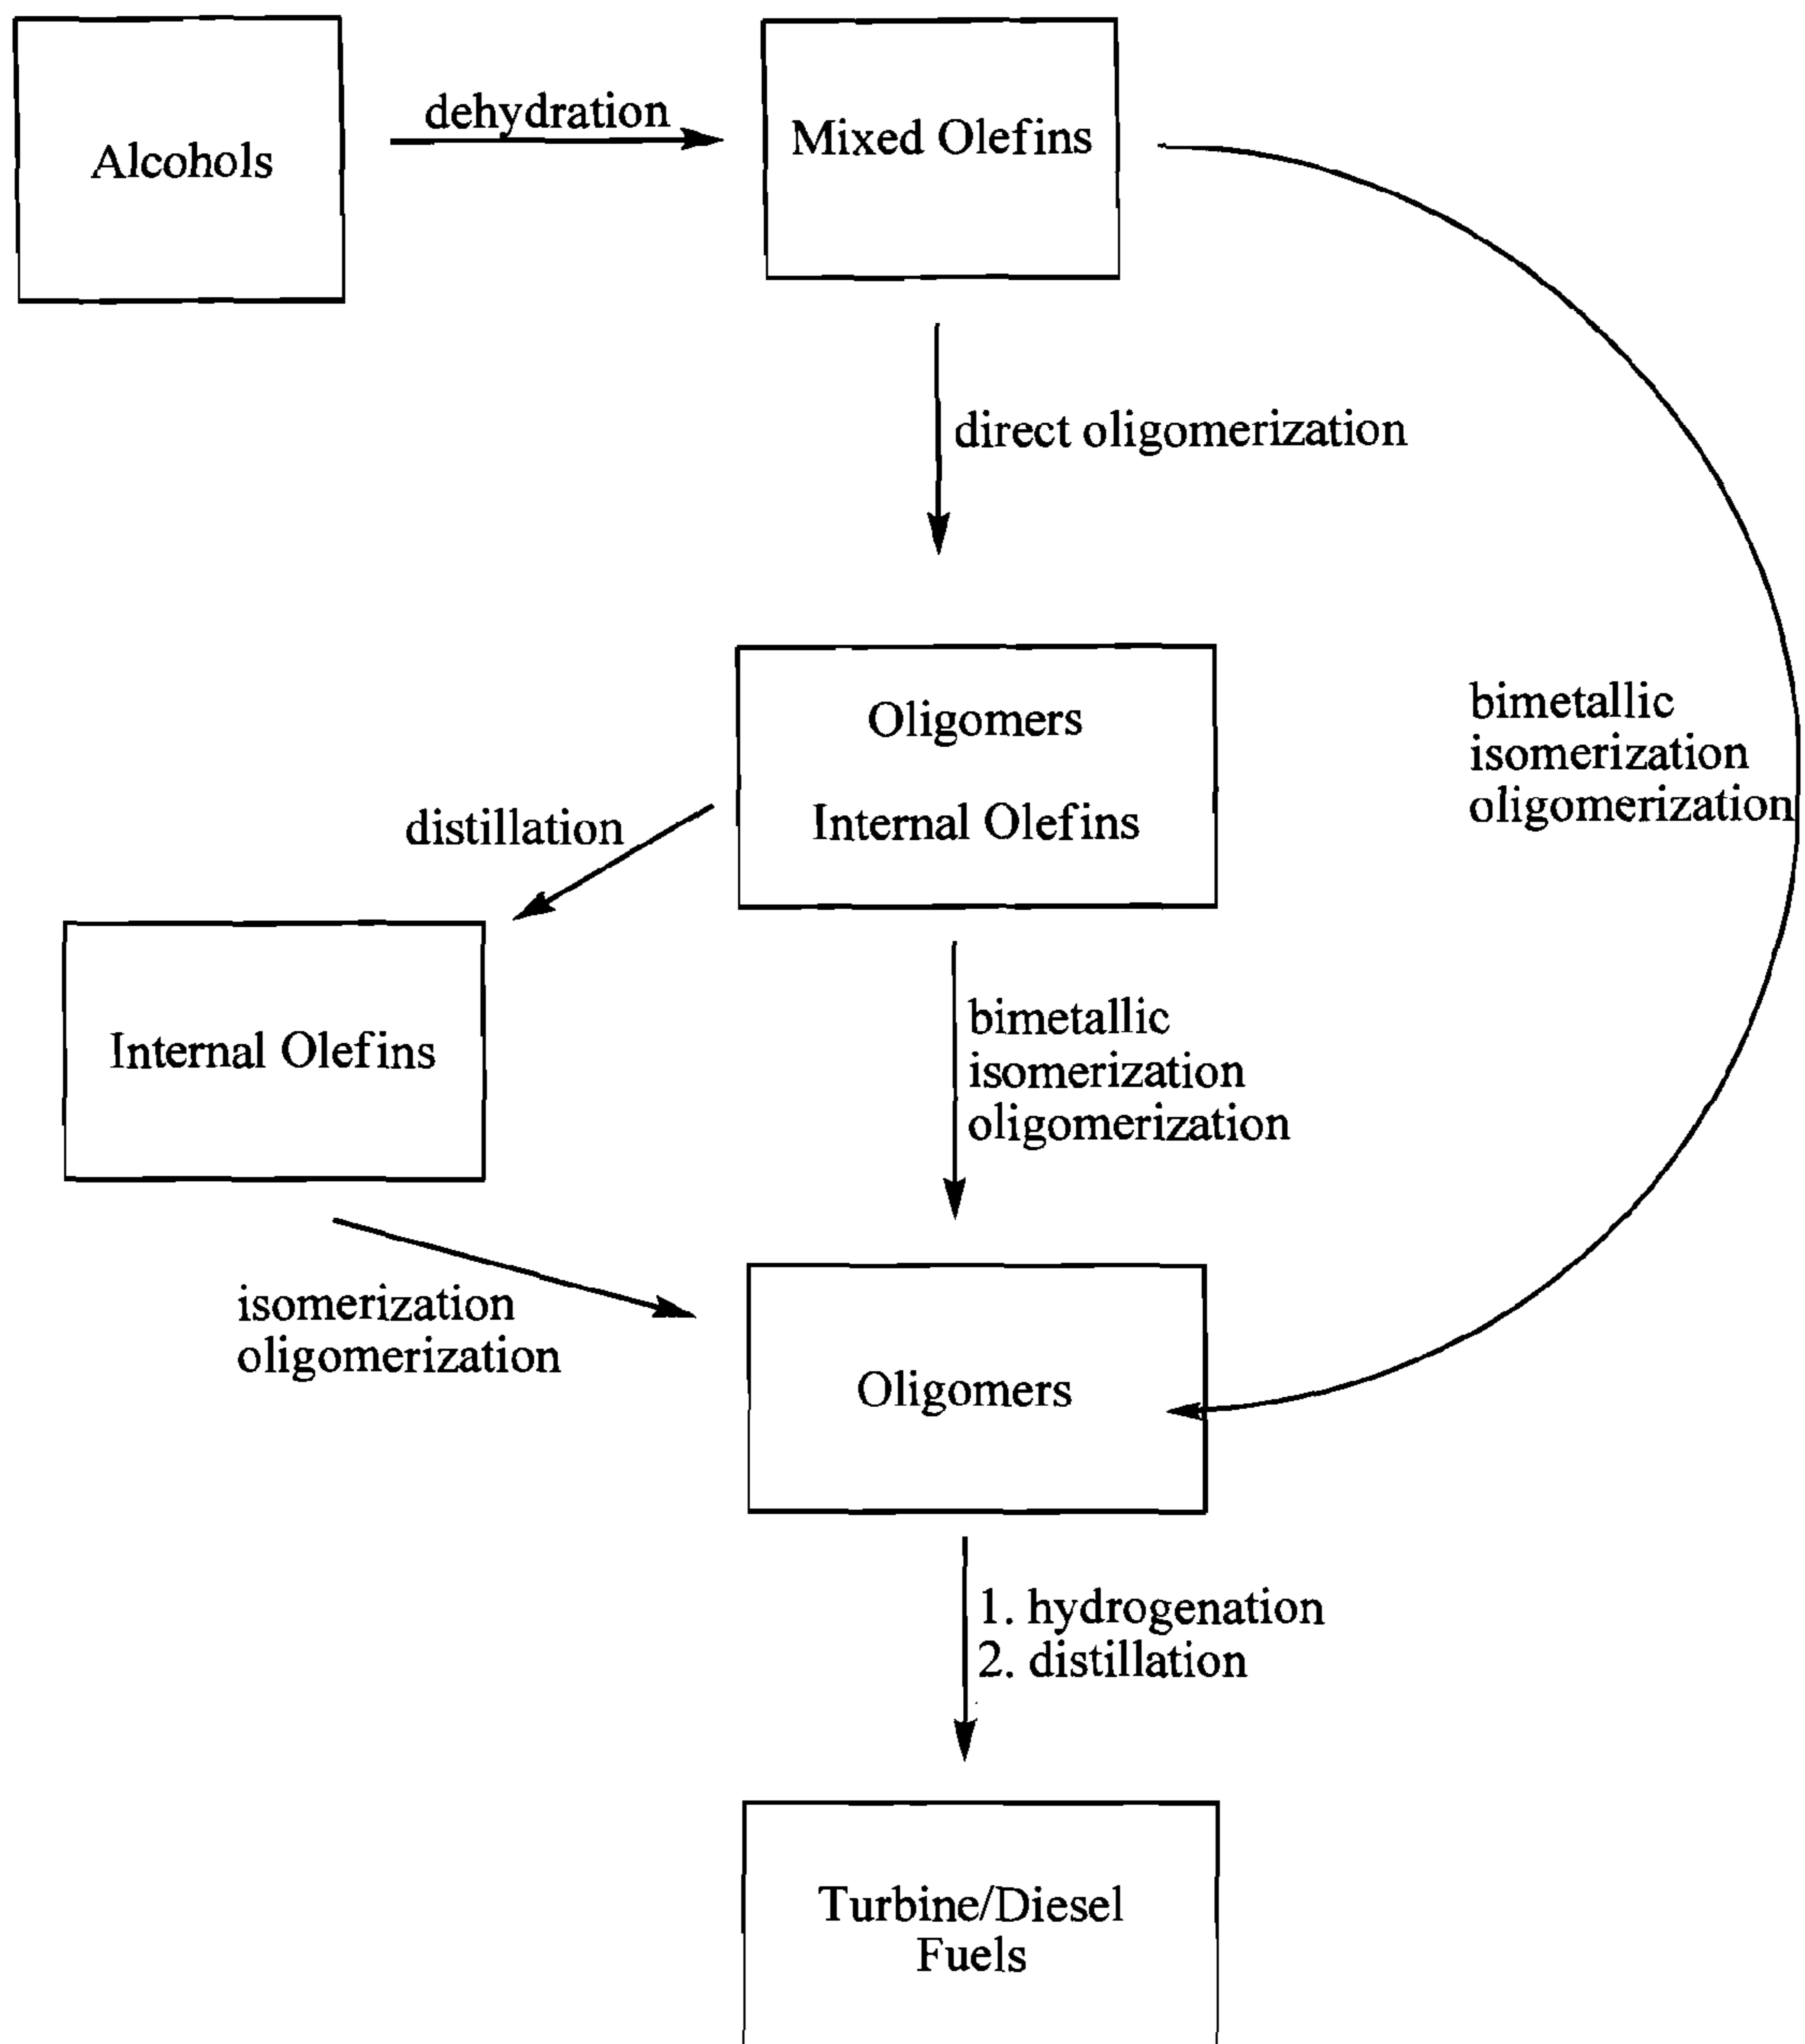 Alcohols
dehydration
Mixed Olefins
direct oligomerization
Oligomers
Internal Olefins
bimetallic
isomerization
oligomerization
distillation
Internal Olefins
bimetallic
isomerization
oligomerization
isomerization
oligomerization
Oligomers
1. hydrogenation
2. distillation
Turbine/Diesel
Fuels